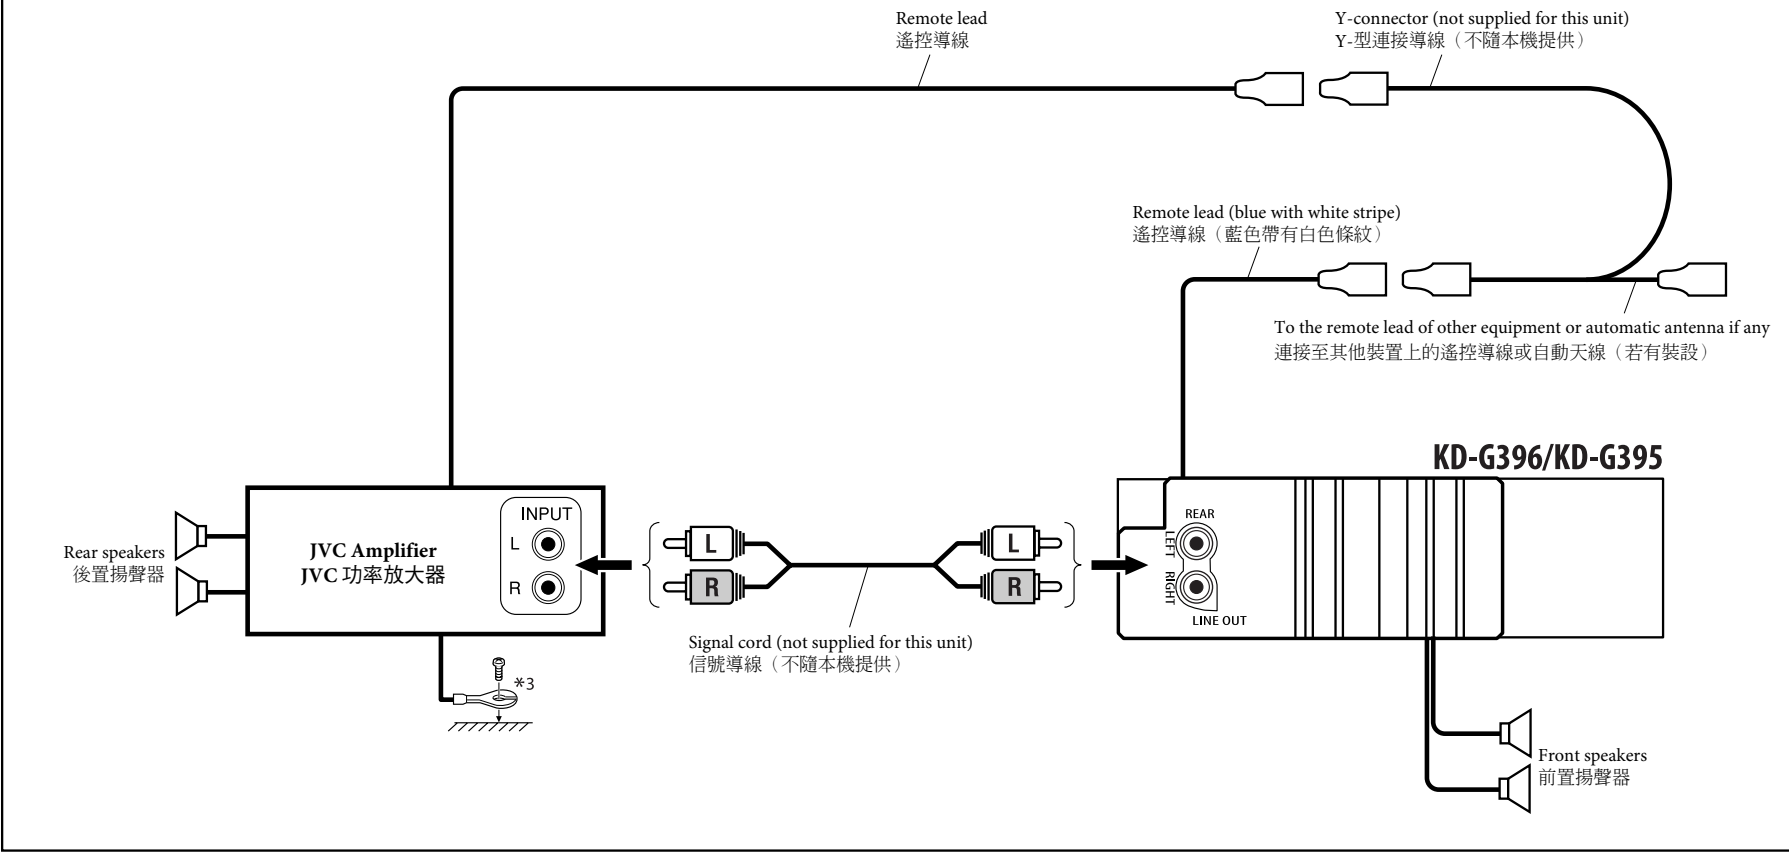 Remote lead
遙控導線
Y-connector (not supplied for this unit)
Y-型連接導線（不隨本機提供）
Remote lead (blue with white stripe)
遙控導線（藍色帶有白色條紋）
To the remote lead of other equipment or automatic antenna if any
連接至其他裝置上的遙控導線或自動天線（若有裝設）
KD-G396/KD-G395
Rear speakers
後置揚聲器
JVC Amplifier
JVC 功率放大器
INPUT
L
R
L
R
L
R
REAR
LEFT
RIGHT
LINE OUT
Signal cord (not supplied for this unit)
信號導線（不隨本機提供）
*3
Front speakers
前置揚聲器